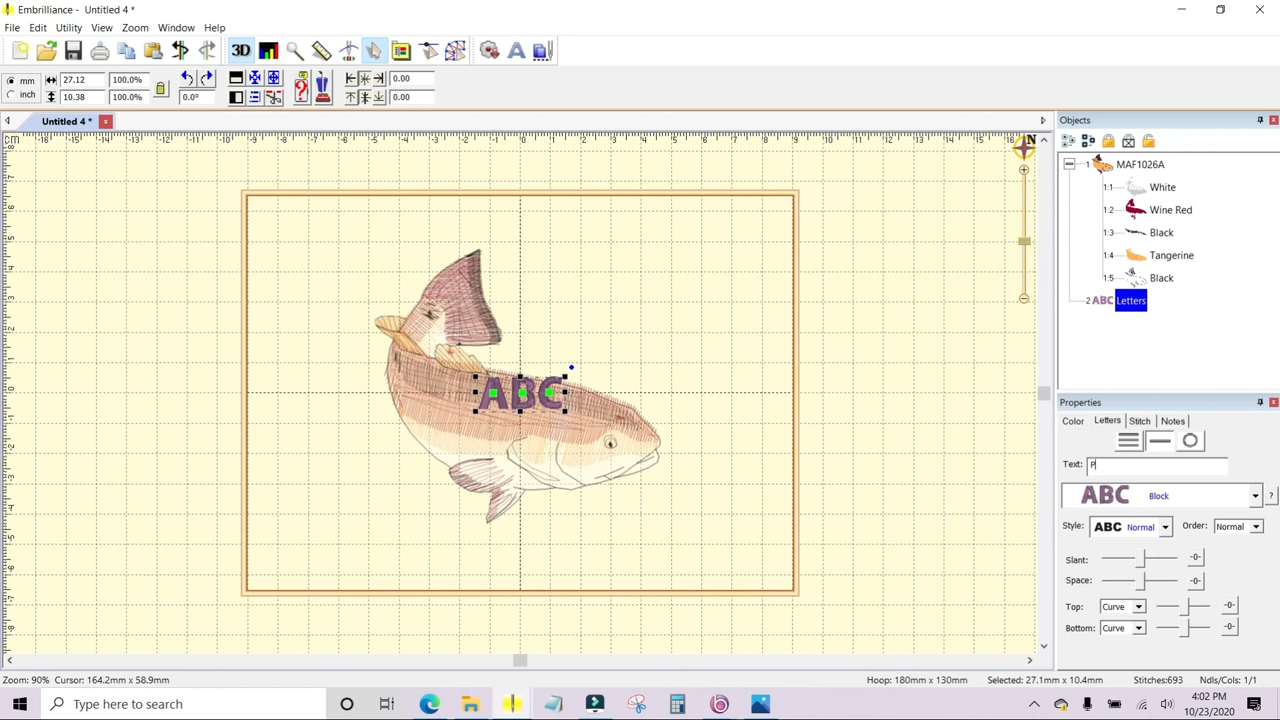 Embrilliance - Untitled 4 *
File Edit Utility View Zoom Window Help
3D
mm 27.12 100.0% 0.00
inch 10.38 100.0% 0.0° 0.00
Untitled 4 * x
Objects
N
1 MAF1026A
1:1 White
1:2 Wine Red
1:3 Black
1:4 Tangerine
1:5 Black
2 ABC Letters
ABC
Properties
Color Letters Stitch Notes
Text: P
ABC Block ?
Style: ABC Normal Order: Normal
Slant: -0-
Space: -0-
Top: Curve -0-
Bottom: Curve -0-
Zoom: 90% Cursor: 164.2mm x 58.9mm Hoop: 180mm x 130mm Selected: 27.1mm x 10.4mm Stitches:693 Ndls/Cols: 1/1
Type here to search
4:02 PM
10/23/2020